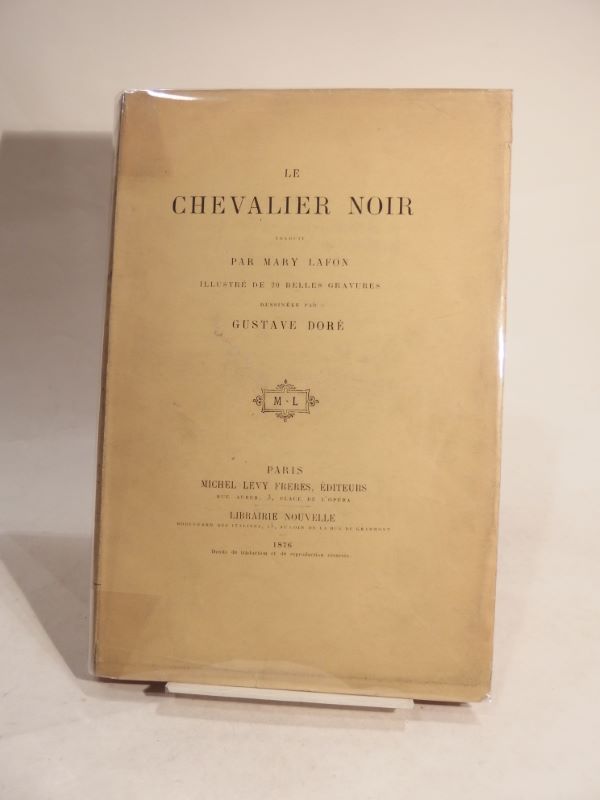 LE
CHEVALIER NOIR
TRADUIT
PAR MARY LAFON
ILLUSTRÉ DE 20 BELLES GRAVURES
DESSINÉES PAR
GUSTAVE DORÉ
M - L
PARIS
MICHEL LÉVY FRÈRES, ÉDITEURS
RUE AUBER, 3, PLACE DE L'OPÉRA
LIBRAIRIE NOUVELLE
BOULEVARD DES ITALIENS, 15, AU COIN DE LA RUE DE GRAMMONT
1876
Droits de traduction et de reproduction réservés.